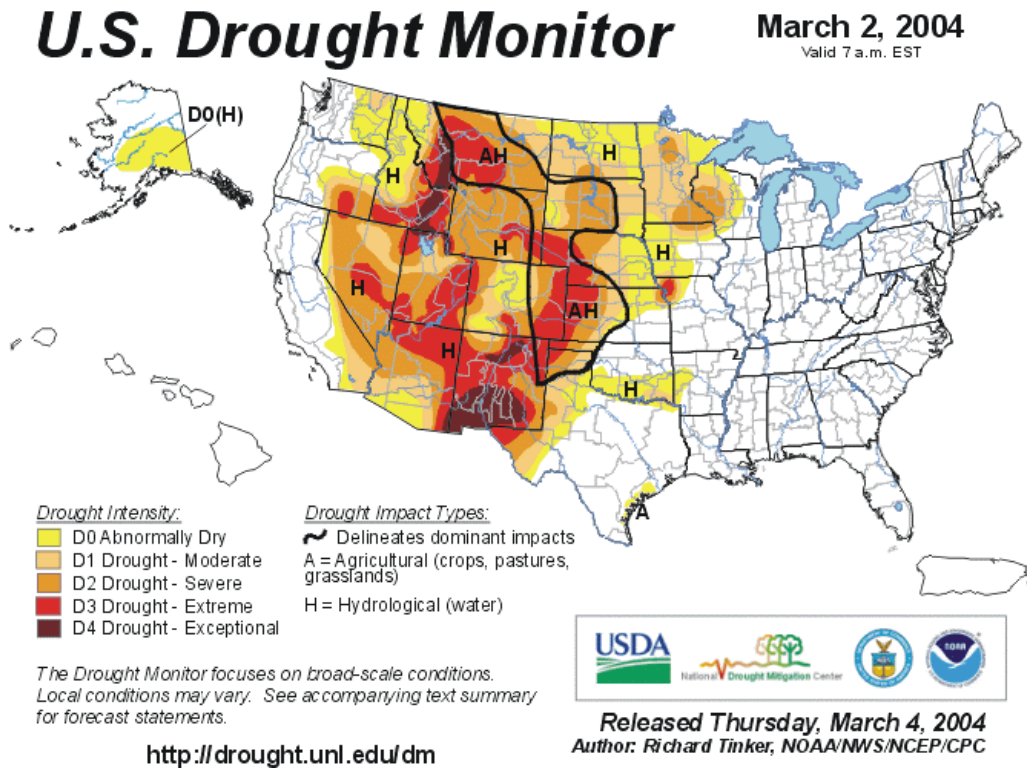 U.S. Drought Monitor
March 2, 2004
Valid 7 a.m. EST
D0(H)
H
AH
H
H
H
H
AH
H
H
A
Drought Intensity:
D0 Abnormally Dry
D1 Drought - Moderate
D2 Drought - Severe
D3 Drought - Extreme
D4 Drought - Exceptional
Drought Impact Types:
Delineates dominant impacts
A = Agricultural (crops, pastures,
grasslands)
H = Hydrological (water)
The Drought Monitor focuses on broad-scale conditions.
Local conditions may vary. See accompanying text summary
for forecast statements.
http://drought.unl.edu/dm
USDA
National Drought Mitigation Center
NOAA
Released Thursday, March 4, 2004
Author: Richard Tinker, NOAA/NWS/NCEP/CPC